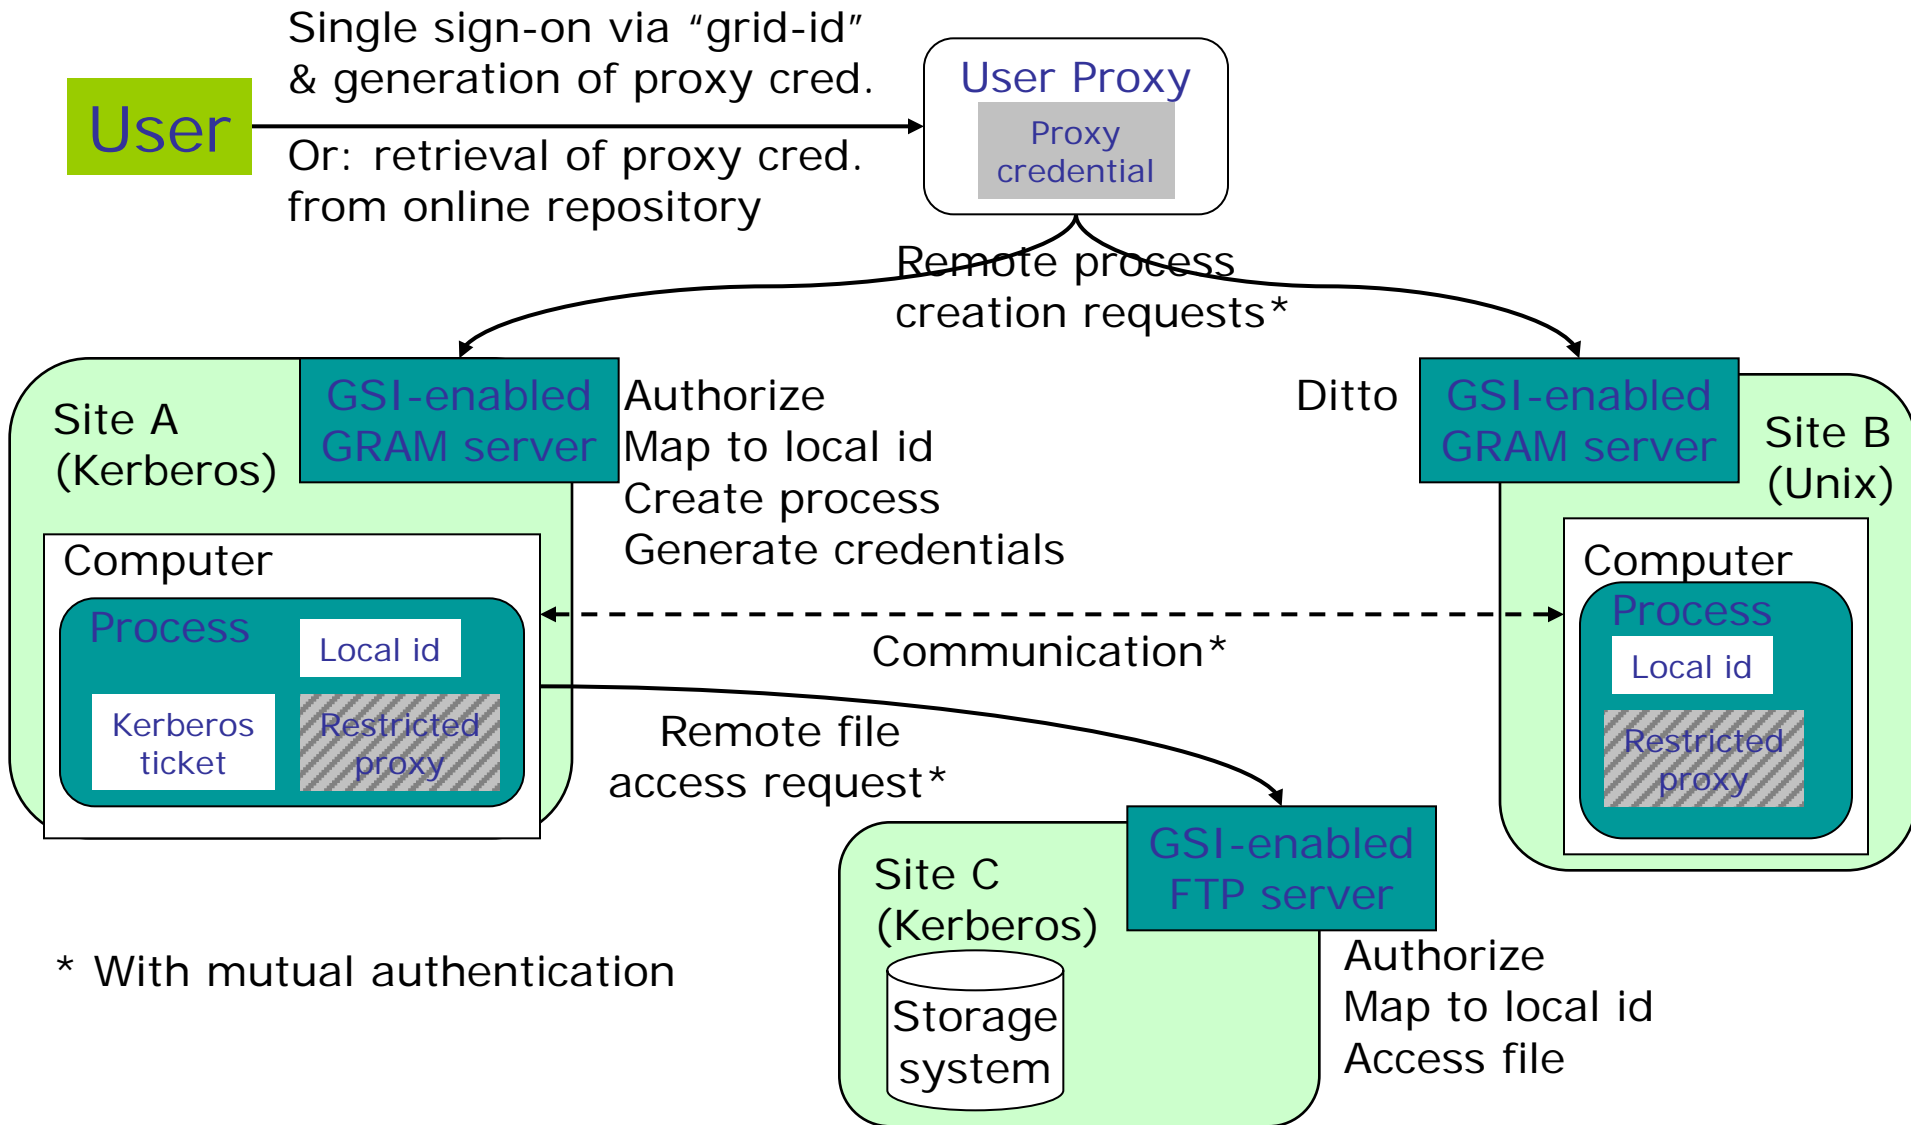 Single sign-on via “grid-id”
& generation of proxy cred.
User
Or: retrieval of proxy cred.
from online repository
User Proxy
Proxy
credential
Remote process
creation requests*
Site A
(Kerberos)
GSI-enabled
GRAM server
Authorize
Map to local id
Create process
Generate credentials
Ditto
GSI-enabled
GRAM server
Site B
(Unix)
Computer
Process
Local id
Kerberos
ticket
Restricted
proxy
Communication*
Computer
Process
Local id
Restricted
proxy
Remote file
access request*
Site C
(Kerberos)
GSI-enabled
FTP server
Storage
system
Authorize
Map to local id
Access file
* With mutual authentication